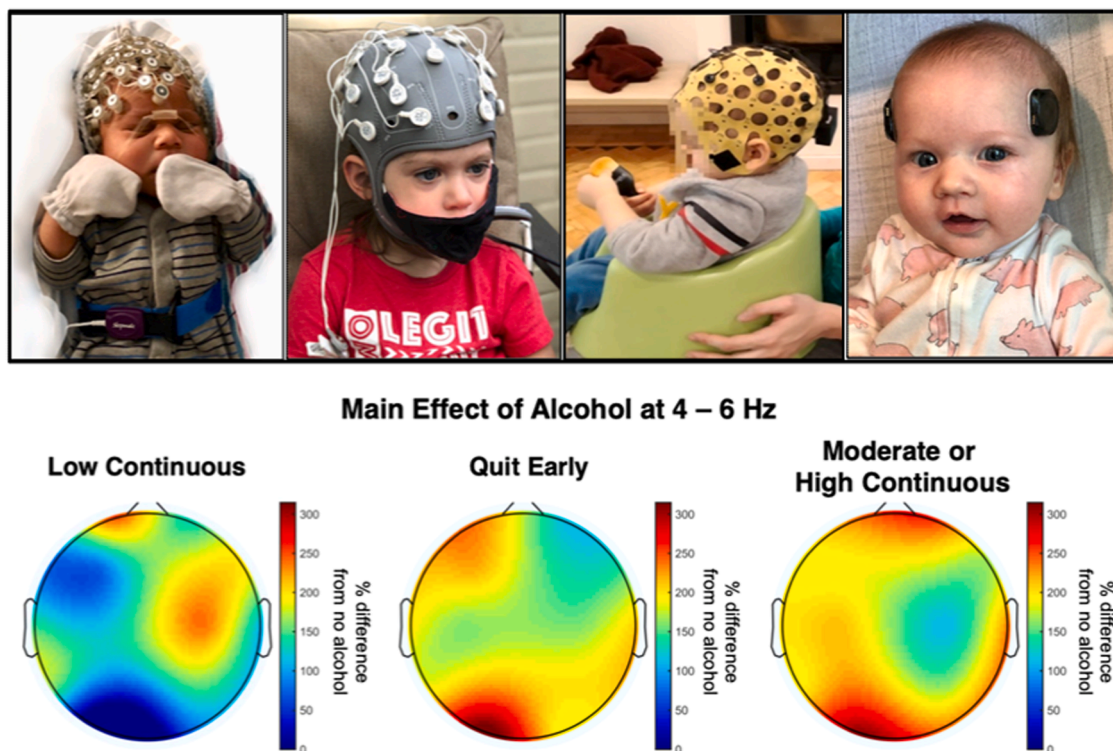 LEGIT
Main Effect of Alcohol at 4 – 6 Hz
Low Continuous
Quit Early
Moderate or
High Continuous
300
250
200
150
100
50
0
% difference
from no alcohol
300
250
200
150
100
50
0
% difference
from no alcohol
300
250
200
150
100
50
0
% difference
from no alcohol